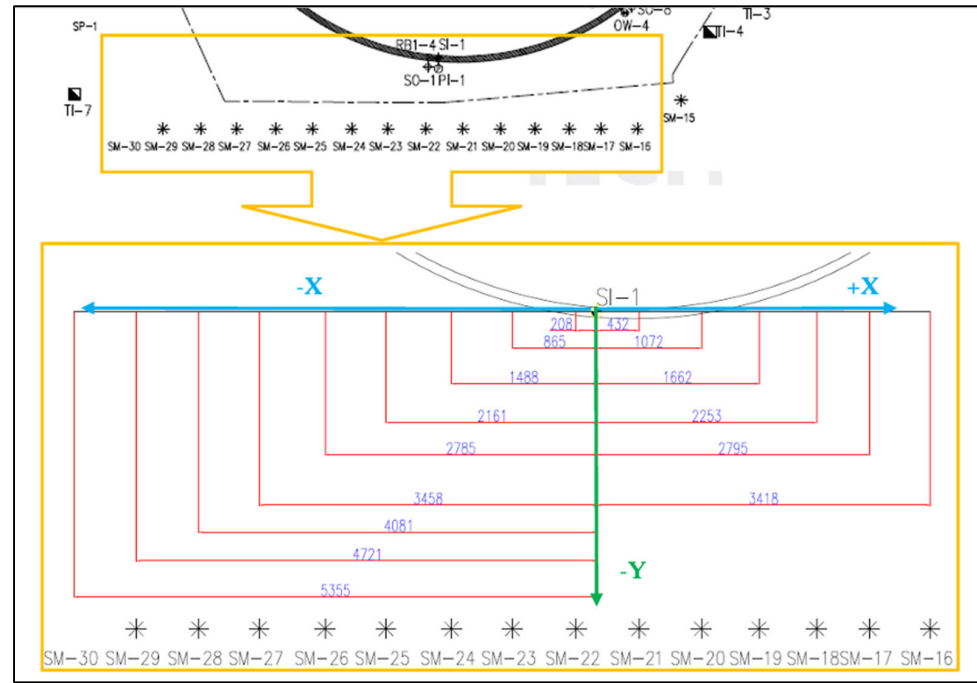 SP-1
SO-8
OW-4
TI-3
TI-4
RB1-4 SI-1
SO-1 PI-1
TI-7
SM-15
SM-30 SM-29 SM-28 SM-27 SM-26 SM-25 SM-24 SM-23 SM-22 SM-21 SM-20 SM-19 SM-18 SM-17 SM-16
-X
SI-1
+X
208
432
865
1072
1488
1662
2161
2253
2785
2795
3458
3418
4081
4721
-Y
5355
SM-30 SM-29 SM-28 SM-27 SM-26 SM-25 SM-24 SM-23 SM-22 SM-21 SM-20 SM-19 SM-18 SM-17 SM-16